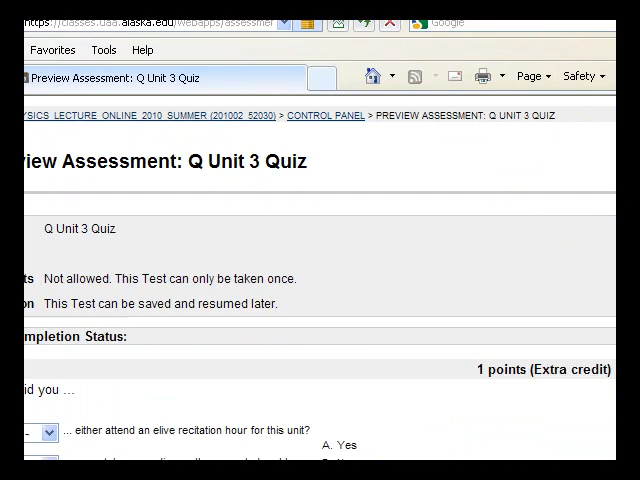 https://classes.uaa.alaska.edu/webapps/assessmer
Google
Favorites Tools Help
Preview Assessment: Q Unit 3 Quiz
Page Safety
YSICS_LECTURE_ONLINE_2010_SUMMER (201002_52030) > CONTROL PANEL > PREVIEW ASSESSMENT: Q UNIT 3 QUIZ
view Assessment: Q Unit 3 Quiz
Q Unit 3 Quiz
ts Not allowed. This Test can only be taken once.
on This Test can be saved and resumed later.
mpletion Status:
1 points (Extra credit)
id you ...
- ... either attend an elive recitation hour for this unit?
A. Yes